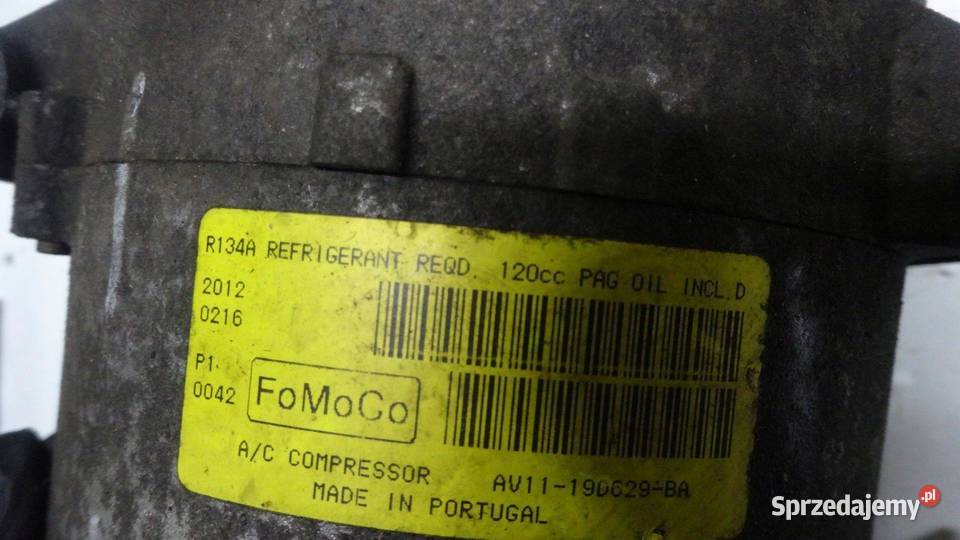 R134A REFRIGERANT REQD. 120cc PAG OIL INCL.D
2012
0216
P1
0042
FoMoCo
A/C COMPRESSOR AV11-19D629-BA
MADE IN PORTUGAL
Sprzedajemy.pl